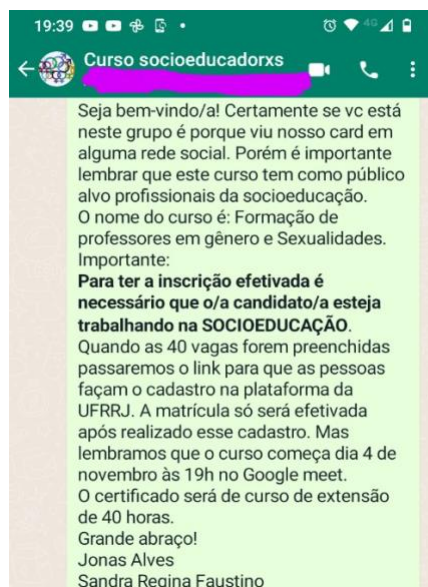 19:39
4G
Curso socioeducadorxs
Seja bem-vindo/a! Certamente se vc está
neste grupo é porque viu nosso card em
alguma rede social. Porém é importante
lembrar que este curso tem como público
alvo profissionais da socioeducação.
O nome do curso é: Formação de
professores em gênero e Sexualidades.
Importante:
Para ter a inscrição efetivada é
necessário que o/a candidato/a esteja
trabalhando na SOCIOEDUCAÇÃO.
Quando as 40 vagas forem preenchidas
passaremos o link para que as pessoas
façam o cadastro na plataforma da
UFRRJ. A matrícula só será efetivada
após realizado esse cadastro. Mas
lembramos que o curso começa dia 4 de
novembro às 19h no Google meet.
O certificado será de curso de extensão
de 40 horas.
Grande abraço!
Jonas Alves
Sandra Regina Faustino